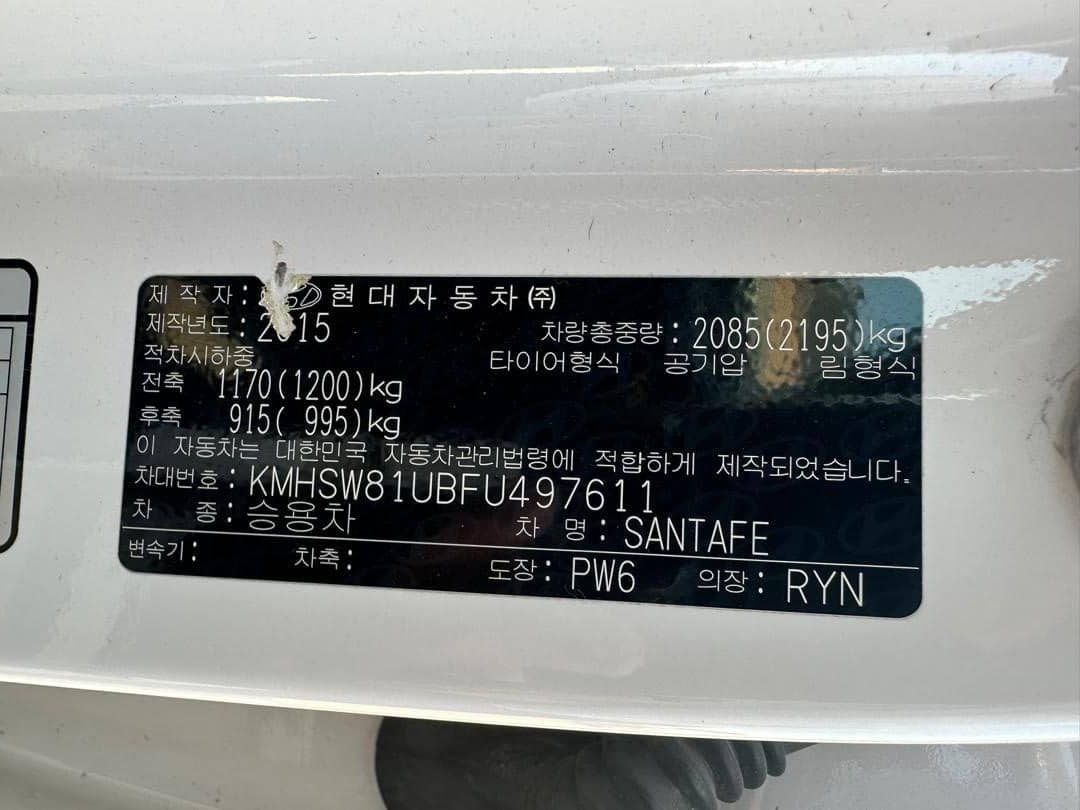 제 작 자 : 현 대 자 동 차 ㈜
제작년도 : 2015 차량총중량 : 2085(2195)kg
적차시하중 타이어형식 공기압 림형식
전축 1170(1200)kg
후축 915( 995)kg
이 자동차는 대한민국 자동차관리법령에 적합하게 제작되었습니다.
차대번호 : KMHSW81UBFU497611
차 종 : 승용차 차 명 : SANTAFE
변속기 : 차축 : 도장 : PW6 의장 : RYN